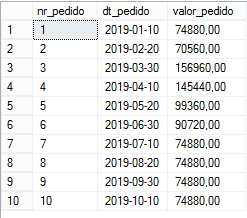 nr_pedido dt_pedido valor_pedido
1 1 2019-01-10 74880,00
2 2 2019-02-20 70560,00
3 3 2019-03-30 156960,00
4 4 2019-04-10 145440,00
5 5 2019-05-20 99360,00
6 6 2019-06-30 90720,00
7 7 2019-07-10 74880,00
8 8 2019-08-20 74880,00
9 9 2019-09-30 74880,00
10 10 2019-10-10 74880,00